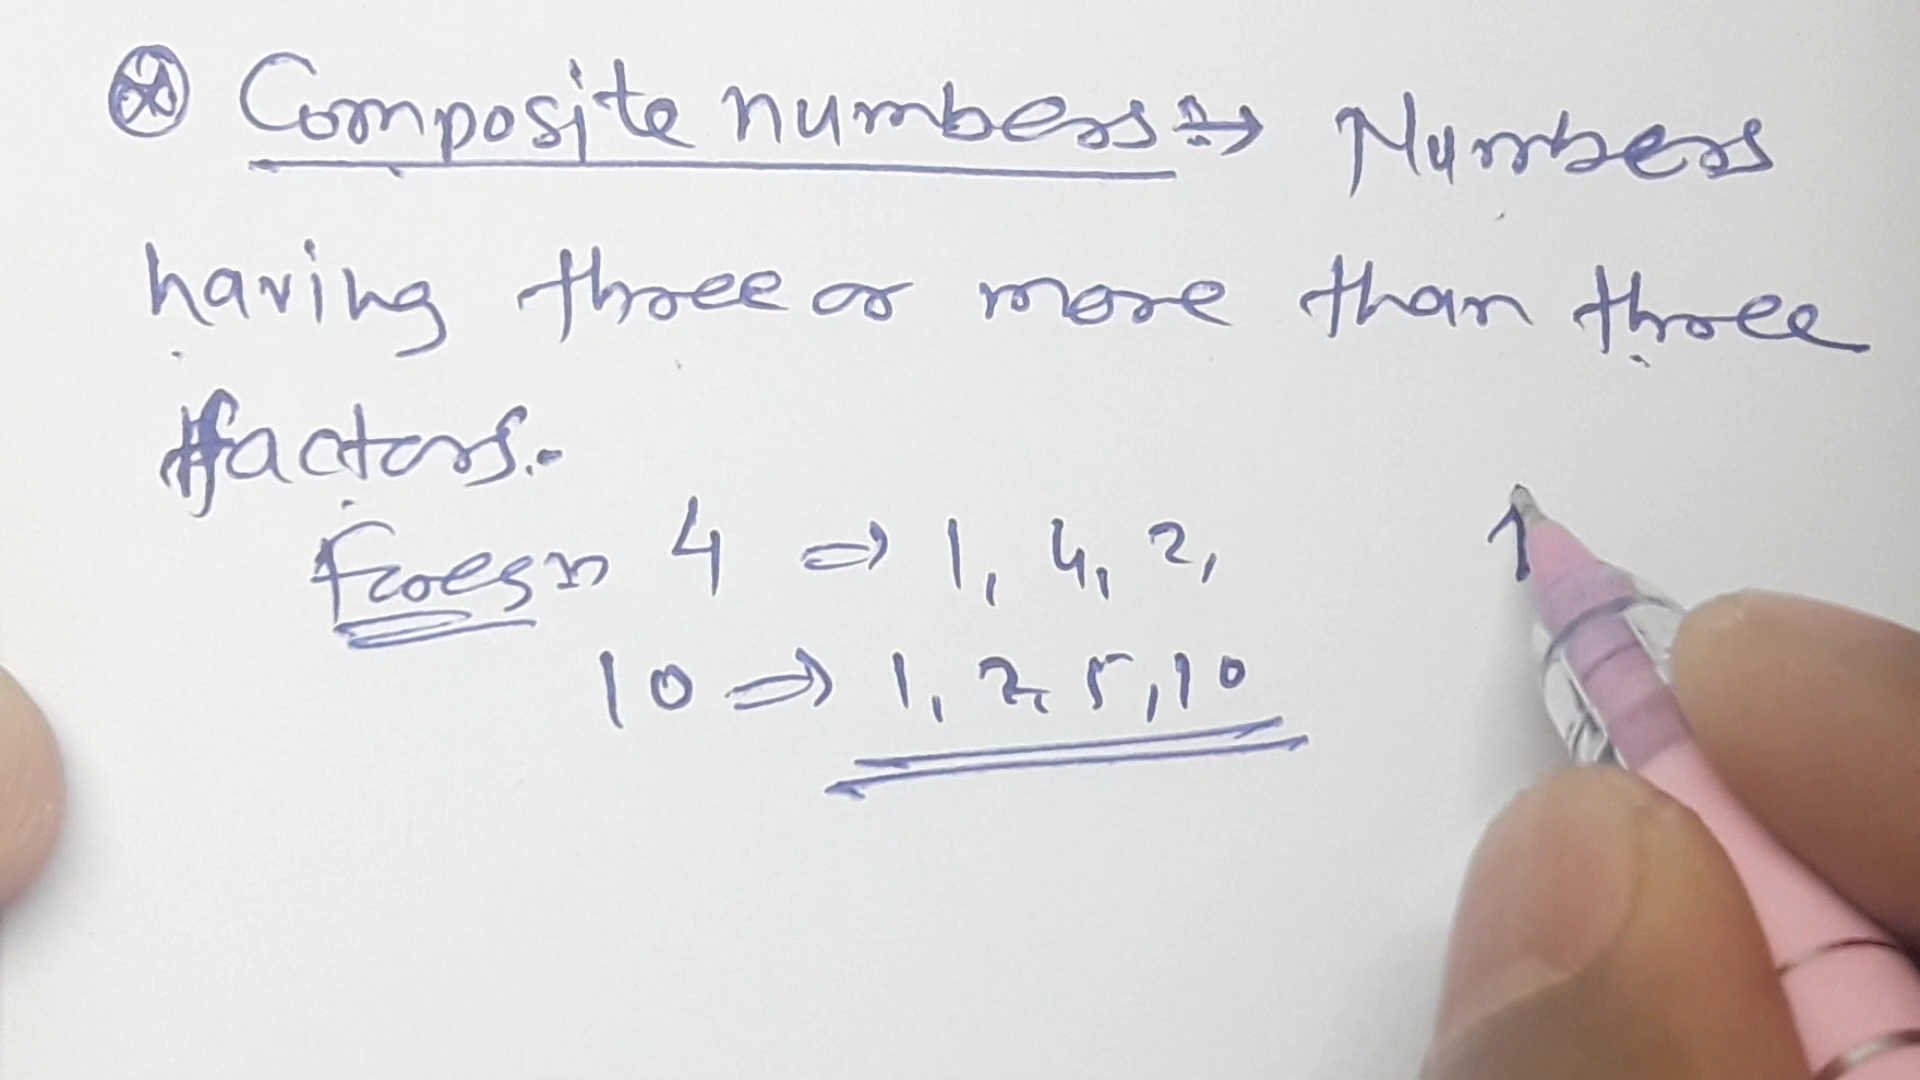 Composite numbers :→ Numbers
having three or more than three
factors.
4 ⇒ 1, 4, 2, 1
10 ⇒ 1, 2, 5, 10